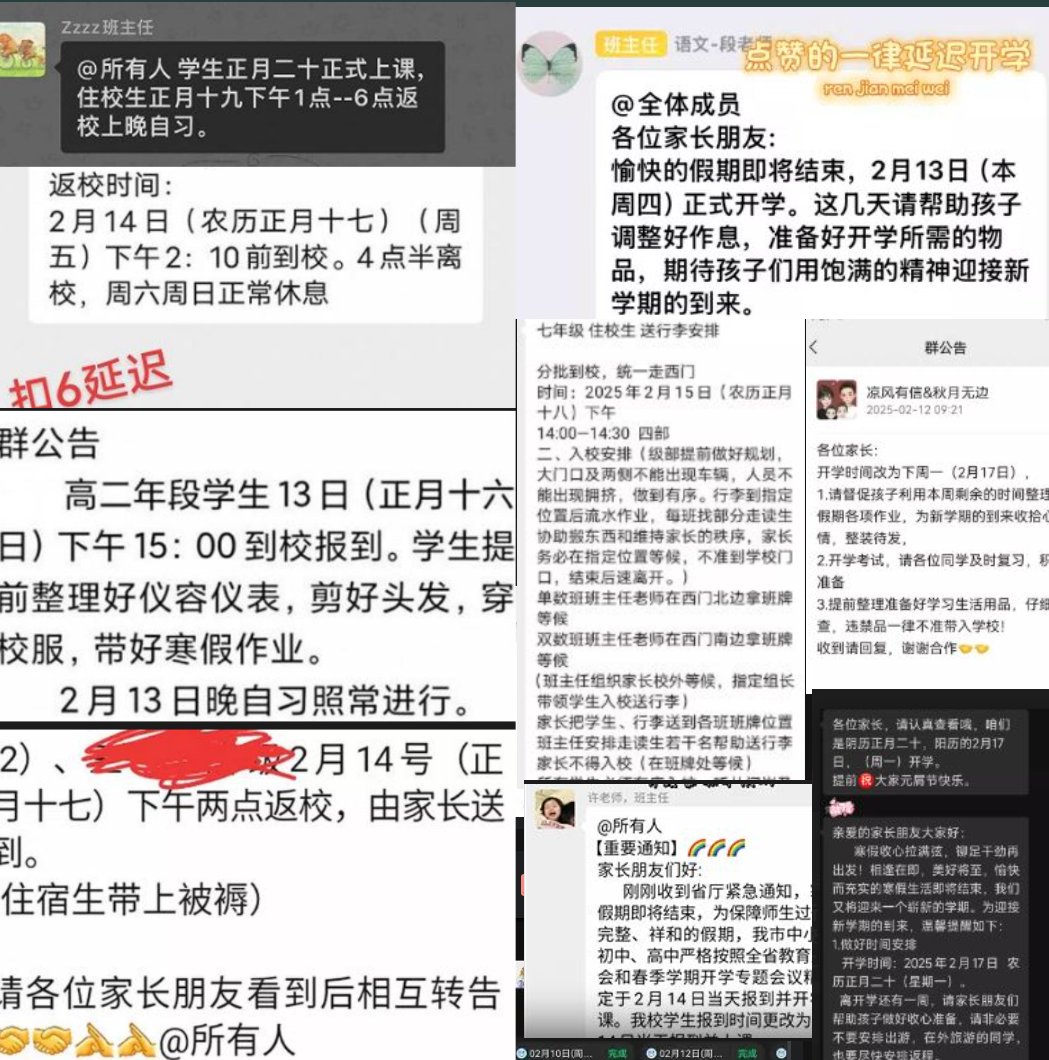 Zzzz班主任
@所有人 学生正月二十正式上课，
住校生正月十九下午1点--6点返
校上晚自习。
返校时间：
2月14日（农历正月十七）（周
五）下午2：10前到校。4点半离
校，周六周日正常休息
扣6延迟
群公告
高二年段学生13日（正月十六
日）下午15：00到校报到。学生提
前整理好仪容仪表，剪好头发，穿
校服，带好寒假作业。
2月13日晚自习照常进行。
2）、
2月14号（正
月十七）下午两点返校，由家长送
到。
住宿生带上被褥）
请各位家长朋友看到后相互转告
@所有人
班主任 语文-段老师
点赞的一律延迟开学
ren jian mei wei
@全体成员
各位家长朋友：
愉快的假期即将结束，2月13日（本
周四）正式开学。这几天请帮助孩子
调整好作息，准备好开学所需的物
品，期待孩子们用饱满的精神迎接新
学期的到来。
七年级 住校生 送行李安排
分批到校，统一走西门
时间：2025年2月15日（农历正月
十八）下午
14:00—14:30 四部
二、入校安排（级部提前做好规划，
大门口及两侧不能出现车辆，人员不
能出现拥挤，做到有序。行李到指定
位置后流水作业，每班找部分走读生
协助搬东西和维持家长的秩序，家长
务必在指定位置等候，不准到学校门
口，结束后速离开。）
单数班班主任老师在西门北边拿班牌
等候
双数班班主任老师在西门南边拿班牌
等候
（班主任组织家长校外等候，指定组长
带领学生入校送行李）
家长把学生、行李送到各班班牌位置
班主任安排走读生若干名帮助送行李
家长不得入校（在班牌处等候）
群公告
凉风有信&秋月无边
2025-02-12 09:21
各位家长：
开学时间改为下周一（2月17日），
1.请督促孩子利用本周剩余的时间整理
假期各项作业，为新学期的到来收拾心
情，整装待发，
2.开学考试，请各位同学及时复习，积
准备
3.提前整理准备好学习生活用品，仔细
查，违禁品一律不准带入学校！
收到请回复，谢谢合作
许老师，班主任
@所有人
【重要通知】
家长朋友们好：
刚刚收到省厅紧急通知，
假期即将结束，为保障师生过
完整、祥和的假期，我市中小
初中、高中严格按照全省教育
会和春季学期开学专题会议精
定于2月14日当天报到并开
课。我校学生报到时间更改为
02月10日(周... 完成 02月12日(周... 完成
各位家长，请认真查看哦，咱们
是阴历正月二十，阳历的2月17
日，（周一）开学。
提前祝大家元宵节快乐。
亲爱的家长朋友大家好：
寒假收心拉满弦，铆足干劲再
出发！相逢在即，美好将至，愉快
而充实的寒假生活即将结束，我们
又将迎来一个崭新的学期。为迎接
新学期的到来，温馨提醒如下：
1.做好时间安排
开学时间：2025年2月17日 农
历正月二十（星期一）。
离开学还有一周，请家长朋友们
帮助孩子做好收心准备，请非必要
不要安排出游，在外旅游的同学，
也要尽快安排返程